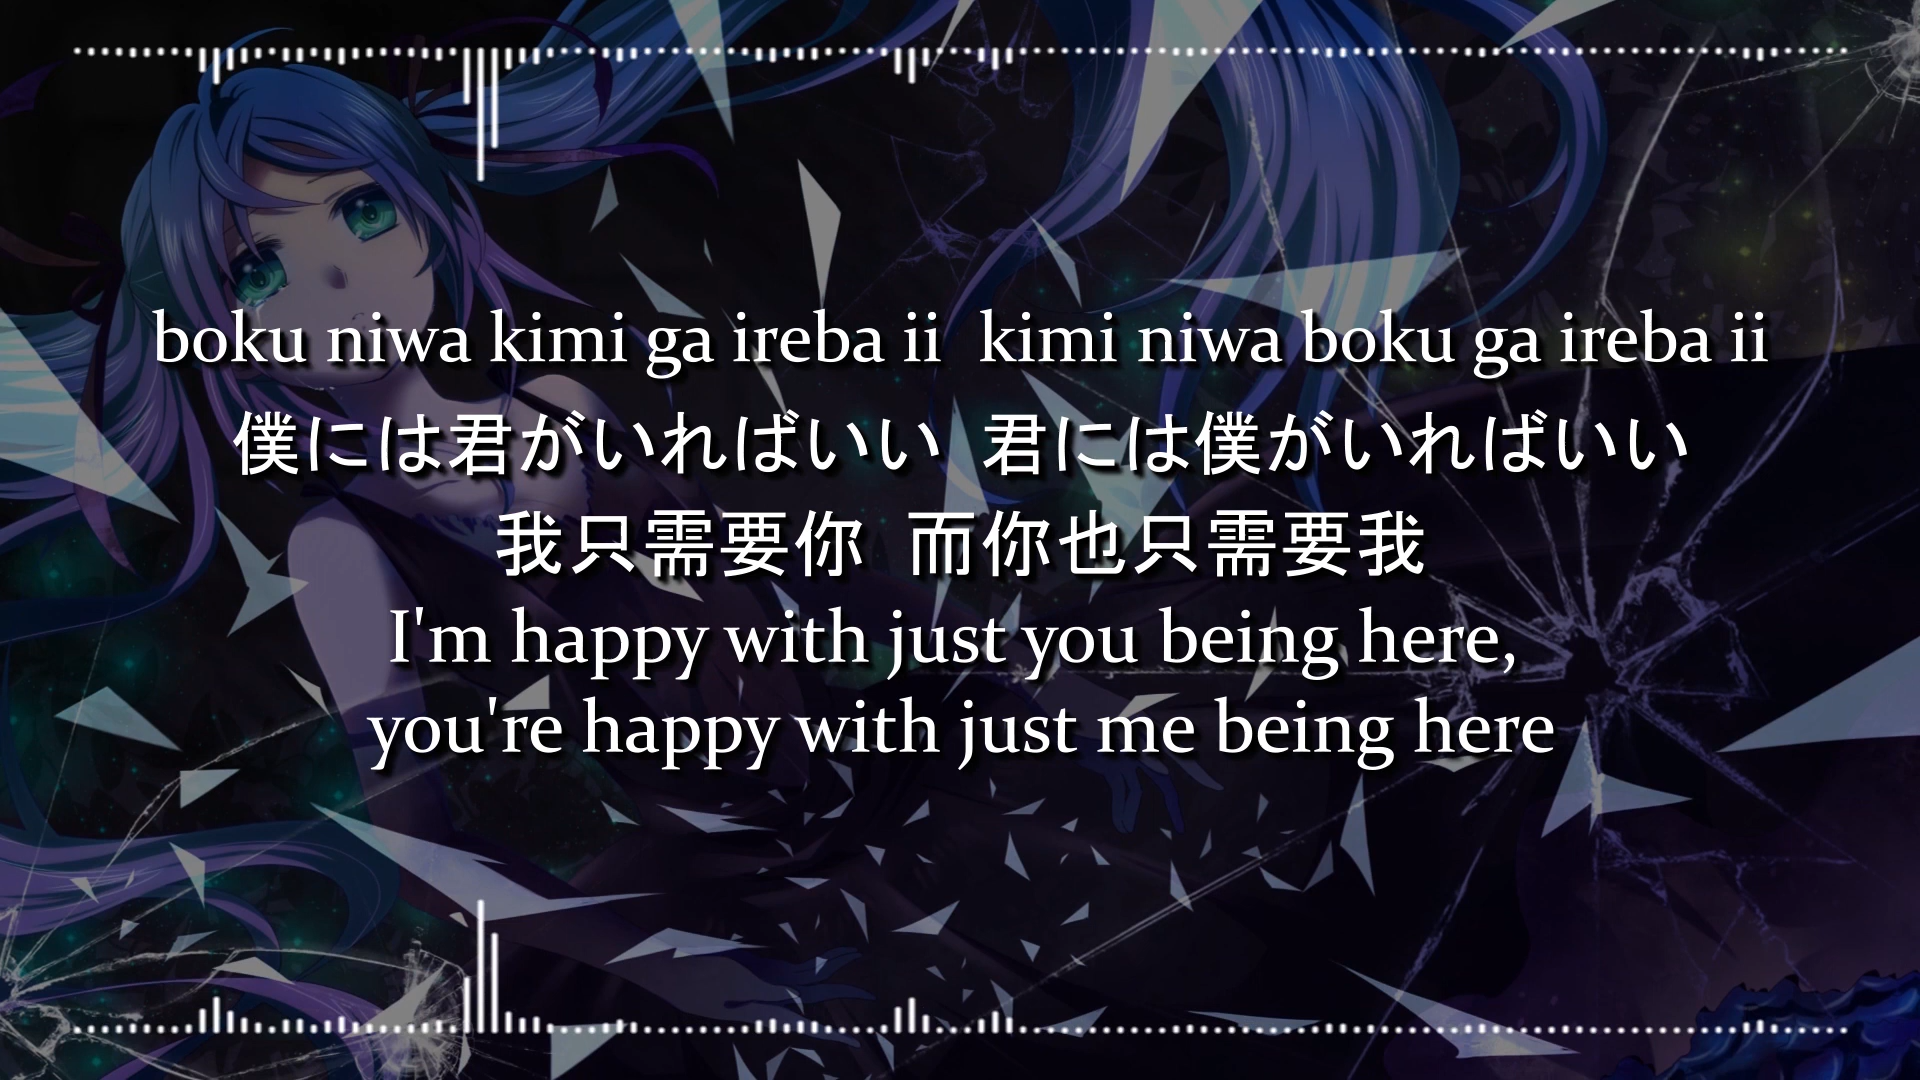 boku niwa kimi ga ireba ii  kimi niwa boku ga ireba ii
僕には君がいればいい 君には僕がいればいい
我只需要你 而你也只需要我
I'm happy with just you being here,
you're happy with just me being here